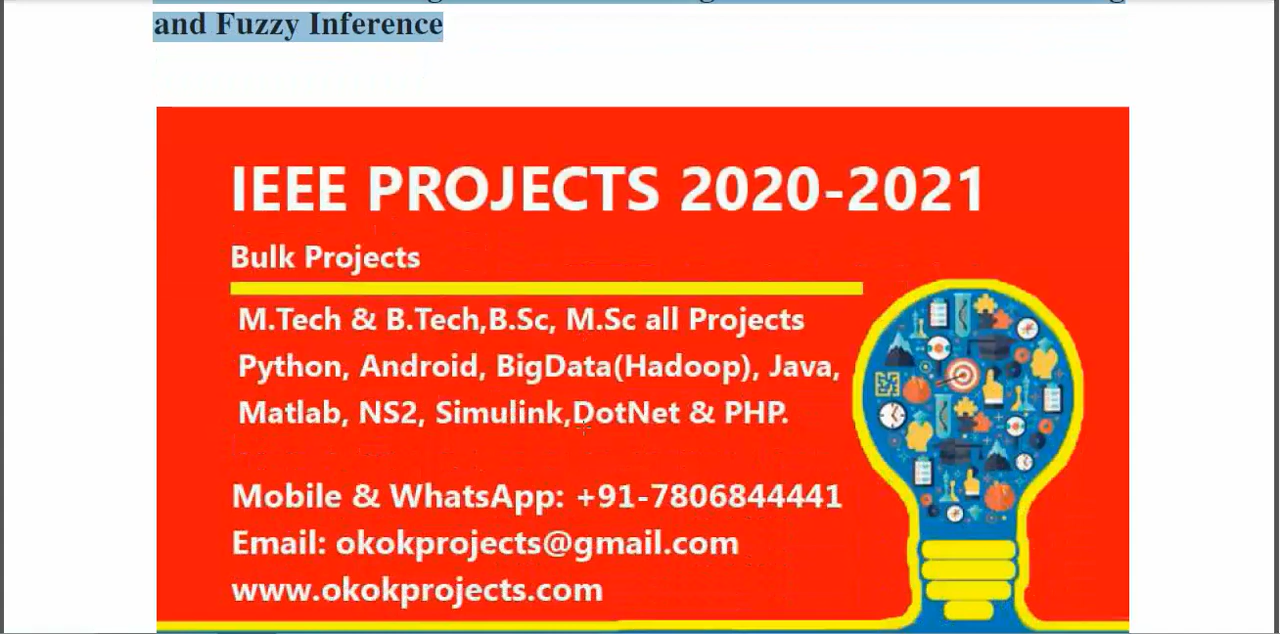 and Fuzzy Inference
IEEE PROJECTS 2020-2021
Bulk Projects
M.Tech & B.Tech,B.Sc, M.Sc all Projects
Python, Android, BigData(Hadoop), Java,
Matlab, NS2, Simulink,DotNet & PHP.
Mobile & WhatsApp: +91-7806844441
Email: okokprojects@gmail.com
www.okokprojects.com